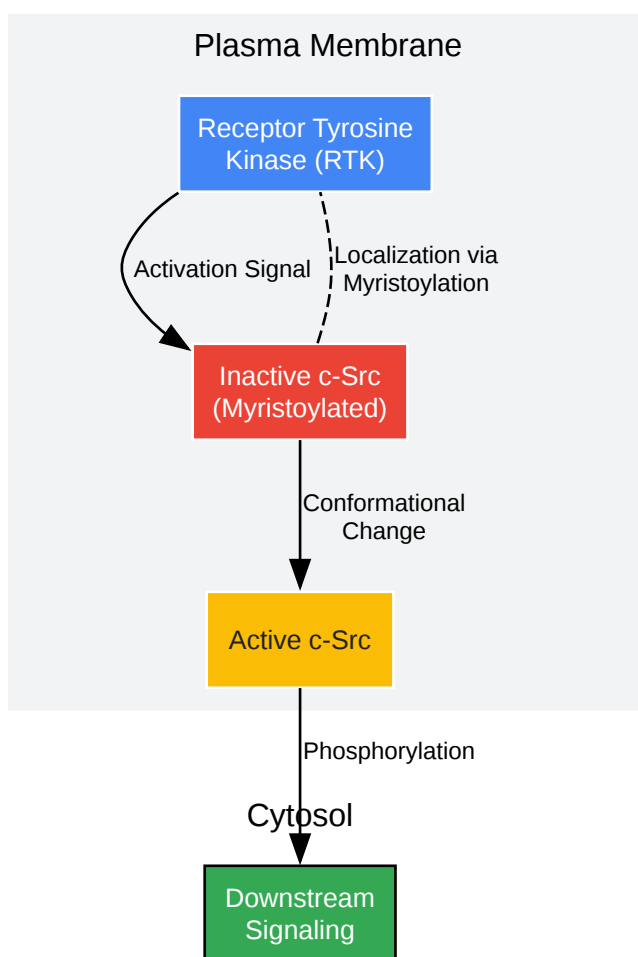 Plasma Membrane
Receptor Tyrosine
Kinase (RTK)
Activation Signal
Localization via
Myristoylation
Inactive c-Src
(Myristoylated)
Conformational
Change
Active c-Src
Phosphorylation
Cytosol
Downstream
Signaling